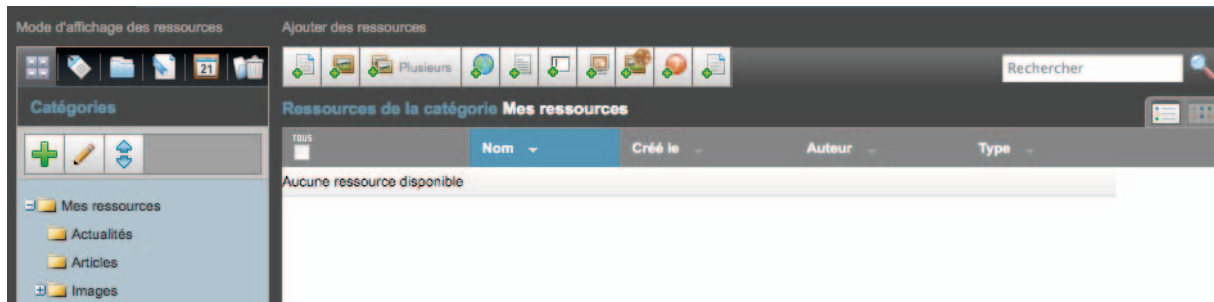 Mode d'affichage des ressources
Ajouter des ressources
21
Plusieurs
Rechercher
Catégories
Ressources de la catégorie Mes ressources
TOUS
Nom
Créé le
Auteur
Type
Aucune ressource disponible
Mes ressources
Actualités
Articles
Images